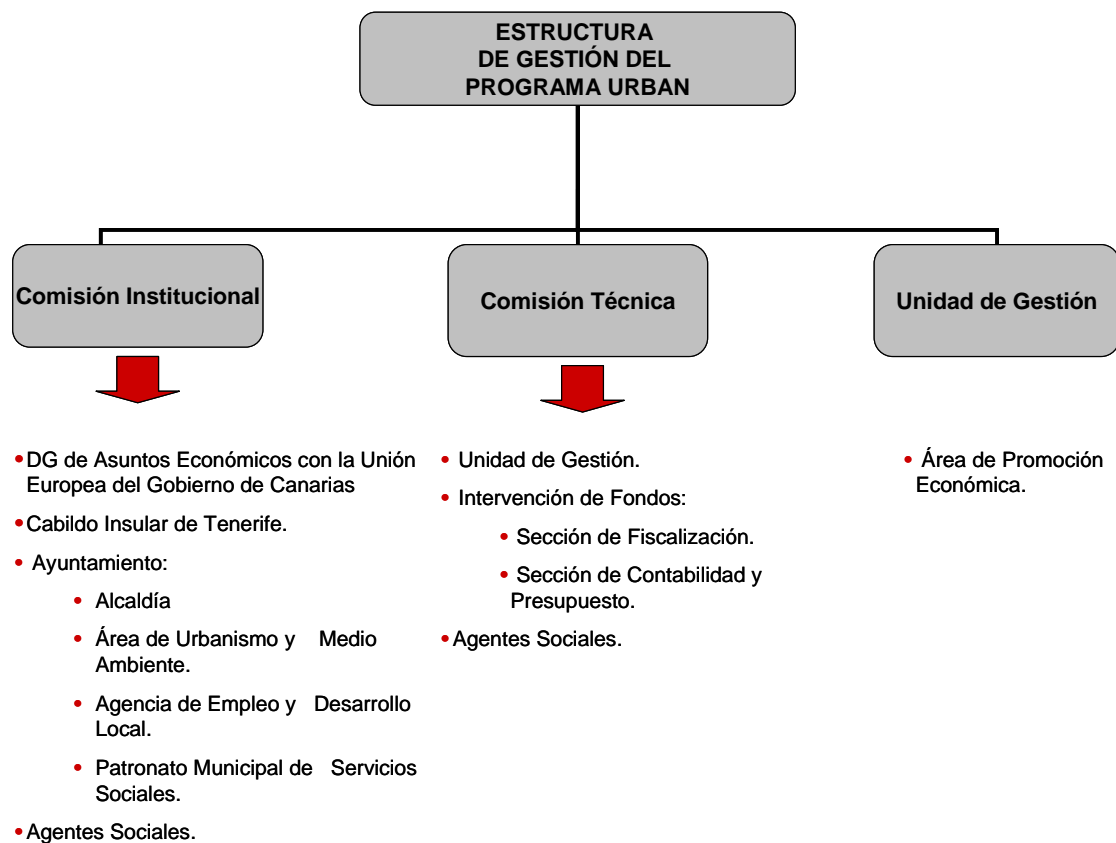 ESTRUCTURA
DE GESTIÓN DEL
PROGRAMA URBAN
Comisión Institucional
Comisión Técnica
Unidad de Gestión
•DG de Asuntos Económicos con la Unión
Europea del Gobierno de Canarias
•Cabildo Insular de Tenerife.
• Ayuntamiento:
• Alcaldía
• Área de Urbanismo y Medio
Ambiente.
• Agencia de Empleo y Desarrollo
Local.
• Patronato Municipal de Servicios
Sociales.
•Agentes Sociales.
• Unidad de Gestión.
• Intervención de Fondos:
• Sección de Fiscalización.
• Sección de Contabilidad y
Presupuesto.
•Agentes Sociales.
• Área de Promoción
Económica.